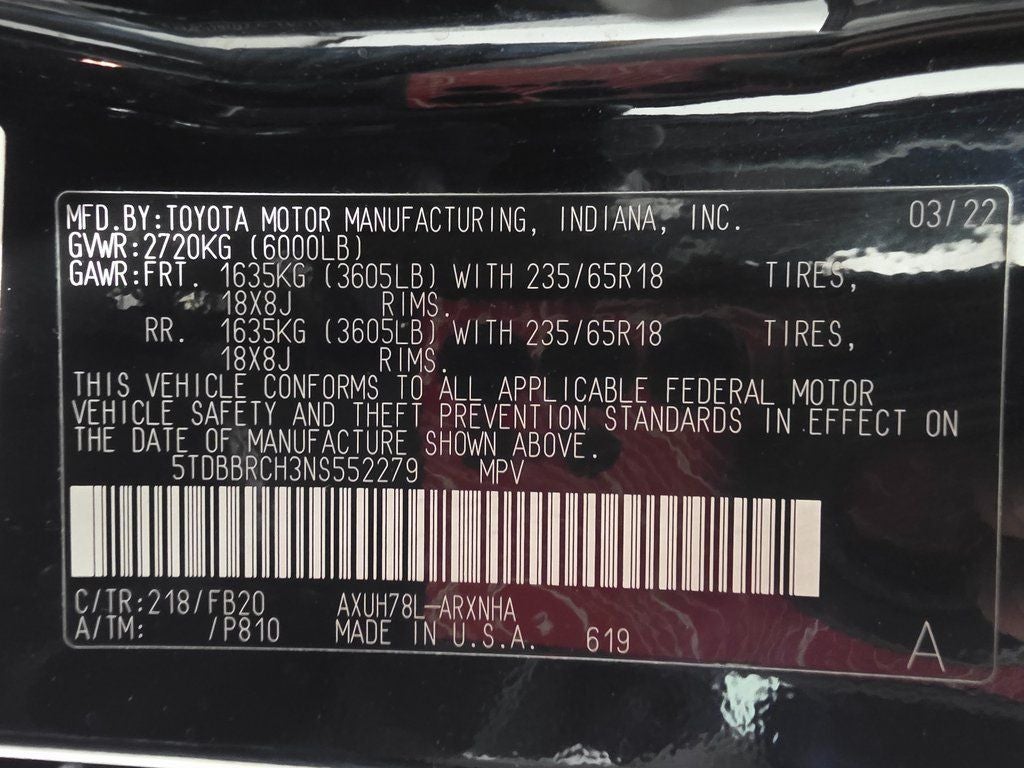 MFD.BY:TOYOTA MOTOR MANUFACTURING, INDIANA, INC. 03/22
GVWR:2720KG (6000LB)
GAWR:FRT. 1635KG (3605LB) WITH 235/65R18 TIRES,
18X8J RIMS.
RR. 1635KG (3605LB) WITH 235/65R18 TIRES,
18X8J RIMS.
THIS VEHICLE CONFORMS TO ALL APPLICABLE FEDERAL MOTOR
VEHICLE SAFETY AND THEFT PREVENTION STANDARDS IN EFFECT ON
THE DATE OF MANUFACTURE SHOWN ABOVE.
5TDBBRCH3NS552279 MPV
C/TR:218/FB20 AXUH78L-ARXNHA
A/TM: /P810 MADE IN U.S.A. 619 A